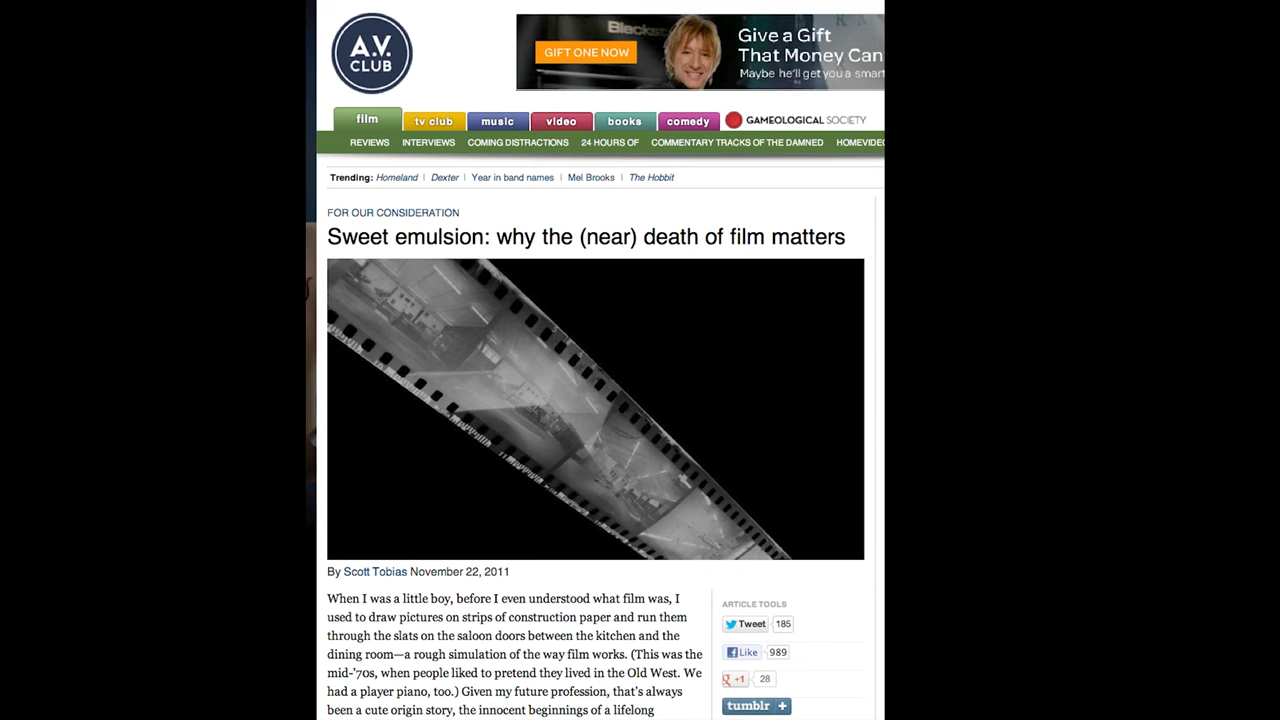 A.V.
CLUB
Blackst
GIFT ONE NOW
Give a Gift
That Money Can
Maybe he'll get you a smart
film
tv club
music
video
books
comedy
GAMEOLOGICAL SOCIETY
REVIEWS
INTERVIEWS
COMING DISTRACTIONS
24 HOURS OF
COMMENTARY TRACKS OF THE DAMNED
HOMEVIDEO
Trending: Homeland | Dexter | Year in band names | Mel Brooks | The Hobbit
FOR OUR CONSIDERATION
Sweet emulsion: why the (near) death of film matters
By Scott Tobias November 22, 2011
When I was a little boy, before I even understood what film was, I
used to draw pictures on strips of construction paper and run them
through the slats on the saloon doors between the kitchen and the
dining room—a rough simulation of the way film works. (This was the
mid-'70s, when people liked to pretend they lived in the Old West. We
had a player piano, too.) Given my future profession, that's always
been a cute origin story, the innocent beginnings of a lifelong
ARTICLE TOOLS
Tweet 185
Like 989
+1 28
tumblr +